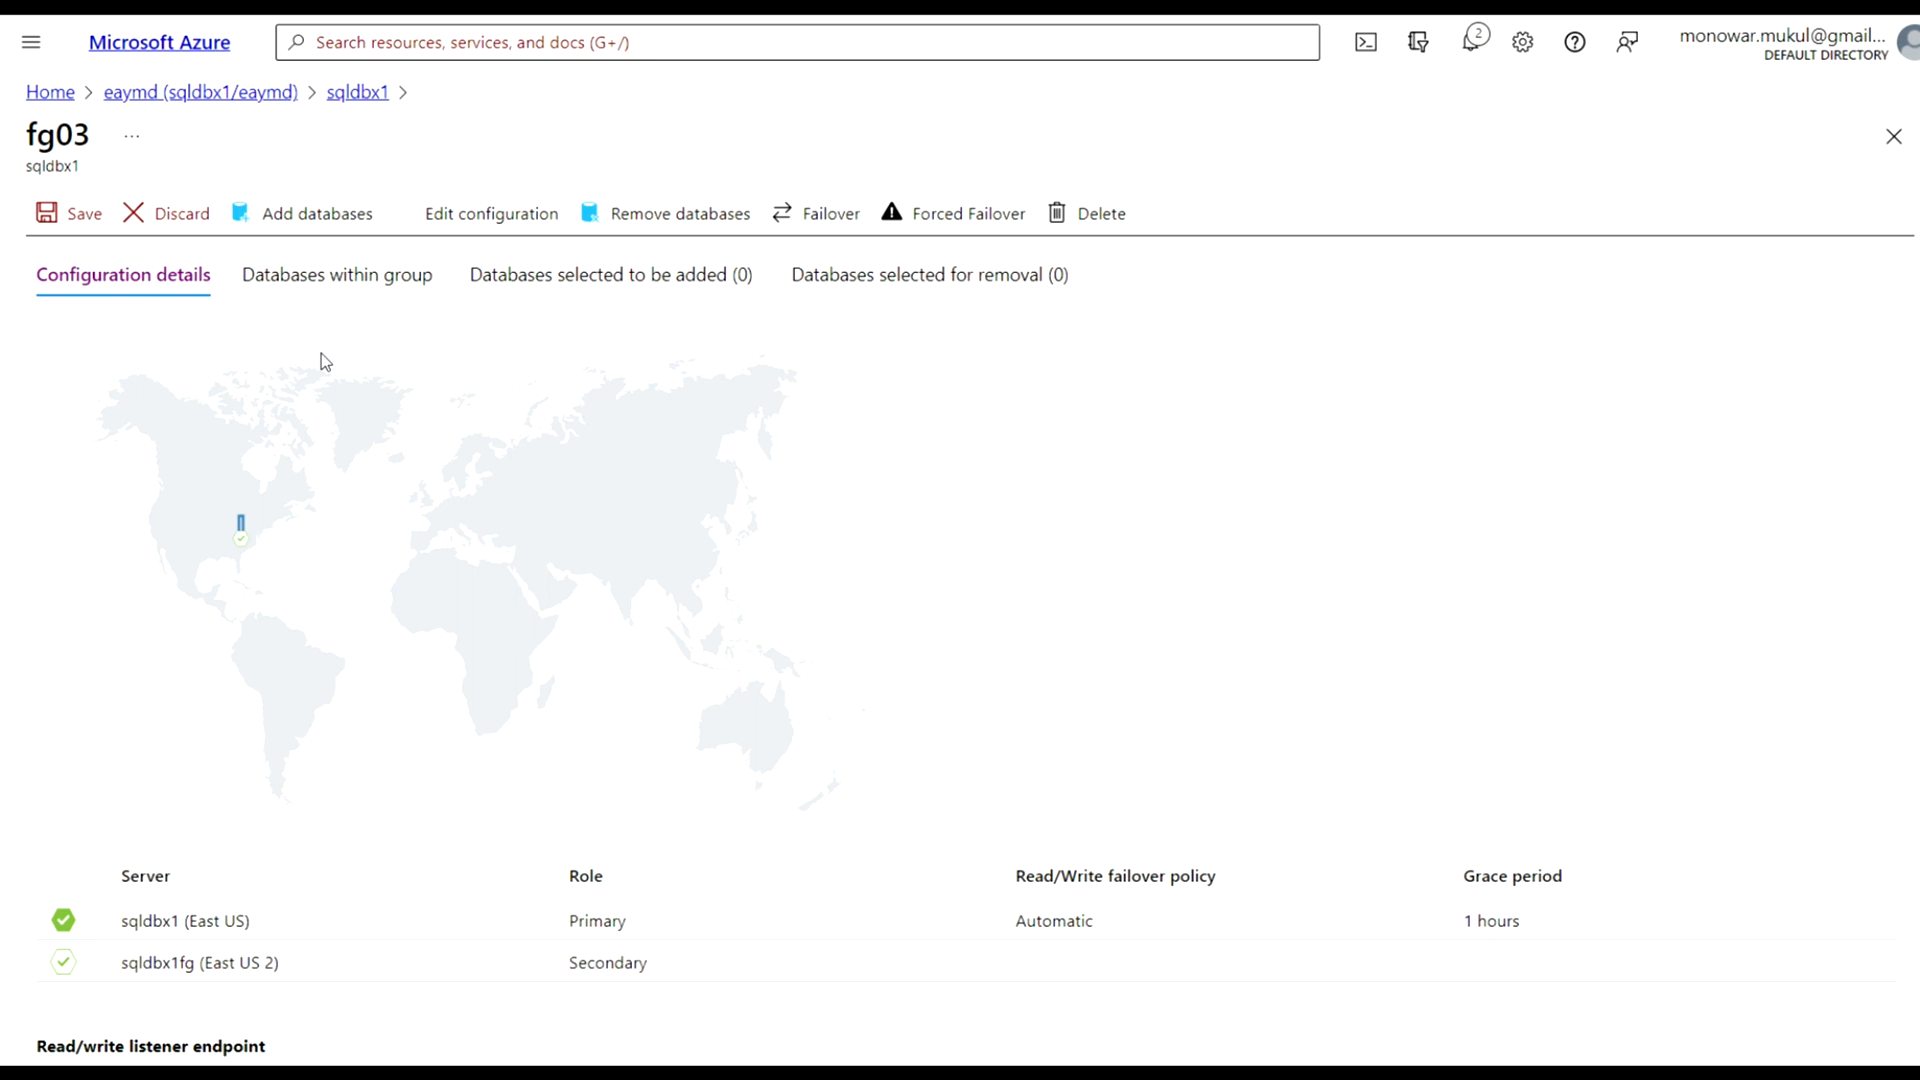 Microsoft Azure
Search resources, services, and docs (G+/)
2
monowar.mukul@gmail...
DEFAULT DIRECTORY
Home > eaymd (sqldbx1/eaymd) > sqldbx1 >
fg03 ...
sqldbx1
Save Discard Add databases Edit configuration Remove databases Failover Forced Failover Delete
Configuration details Databases within group Databases selected to be added (0) Databases selected for removal (0)
Server Role Read/Write failover policy Grace period
sqldbx1 (East US) Primary Automatic 1 hours
sqldbx1fg (East US 2) Secondary
Read/write listener endpoint